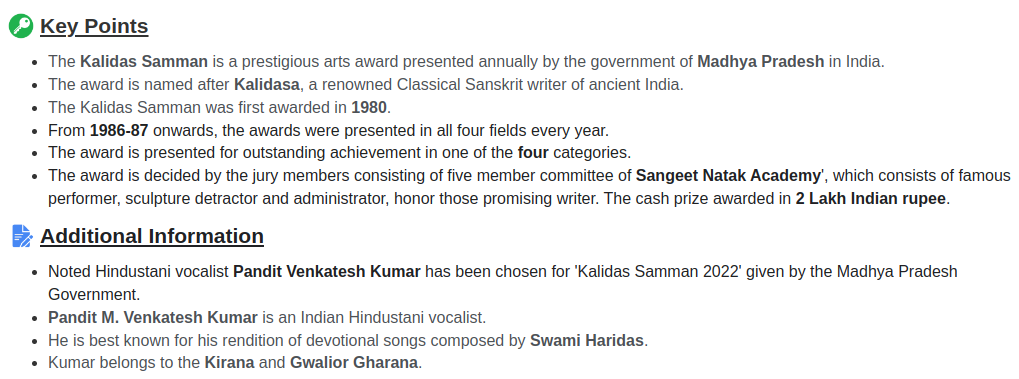 Key Points
The Kalidas Samman is a prestigious arts award presented annually by the government of Madhya Pradesh in India.
The award is named after Kalidasa, a renowned Classical Sanskrit writer of ancient India.
The Kalidas Samman was first awarded in 1980.
From 1986-87 onwards, the awards were presented in all four fields every year.
The award is presented for outstanding achievement in one of the four categories.
The award is decided by the jury members consisting of five member committee of Sangeet Natak Academy', which consists of famous
performer, sculpture detractor and administrator, honor those promising writer. The cash prize awarded in 2 Lakh Indian rupee.
Additional Information
Noted Hindustani vocalist Pandit Venkatesh Kumar has been chosen for 'Kalidas Samman 2022' given by the Madhya Pradesh
Government.
Pandit M. Venkatesh Kumar is an Indian Hindustani vocalist.
He is best known for his rendition of devotional songs composed by Swami Haridas.
Kumar belongs to the Kirana and Gwalior Gharana.